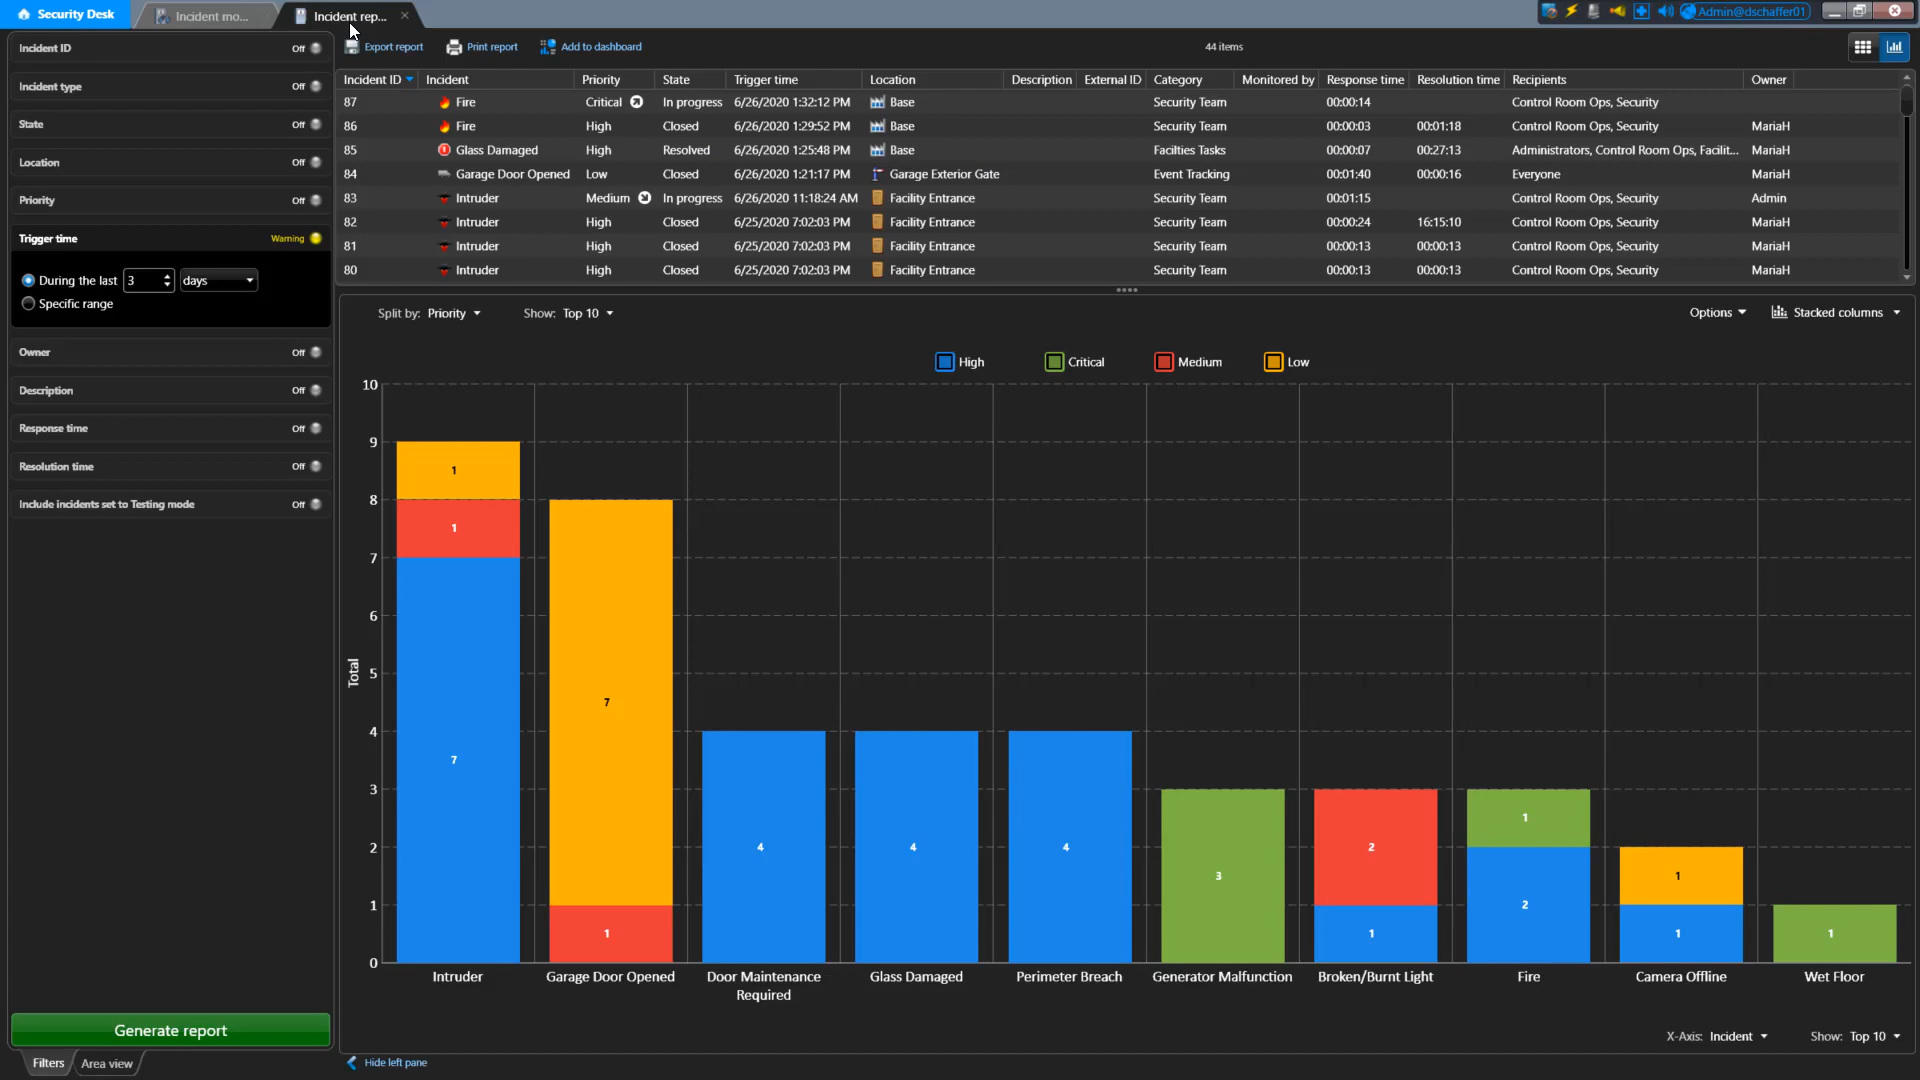 Security Desk
Incident mo...
Incident rep...
Admin@dschaffer01
Incident ID Off
Incident type Off
State Off
Location Off
Priority Off
Trigger time Warning
During the last 3 days
Specific range
Owner Off
Description Off
Response time Off
Resolution time Off
Include incidents set to Testing mode Off
Generate report
Filters Area view
Export report Print report Add to dashboard 44 items
Incident ID Incident Priority State Trigger time Location Description External ID Category Monitored by Response time Resolution time Recipients Owner
87 Fire Critical In progress 6/26/2020 1:32:12 PM Base Security Team 00:00:14 Control Room Ops, Security
86 Fire High Closed 6/26/2020 1:29:52 PM Base Security Team 00:00:03 00:01:18 Control Room Ops, Security MariaH
85 Glass Damaged High Resolved 6/26/2020 1:25:48 PM Base Facilties Tasks 00:00:07 00:27:13 Administrators, Control Room Ops, Facilit... MariaH
84 Garage Door Opened Low Closed 6/26/2020 1:21:17 PM Garage Exterior Gate Event Tracking 00:01:40 00:00:16 Everyone MariaH
83 Intruder Medium In progress 6/26/2020 11:18:24 AM Facility Entrance Security Team 00:01:15 Control Room Ops, Security Admin
82 Intruder High Closed 6/25/2020 7:02:03 PM Facility Entrance Security Team 00:00:24 16:15:10 Control Room Ops, Security MariaH
81 Intruder High Closed 6/25/2020 7:02:03 PM Facility Entrance Security Team 00:00:13 00:00:13 Control Room Ops, Security MariaH
80 Intruder High Closed 6/25/2020 7:02:03 PM Facility Entrance Security Team 00:00:13 00:00:13 Control Room Ops, Security MariaH
Split by: Priority Show: Top 10 Options Stacked columns
High Critical Medium Low
10
9
8
7
6
5
4
3
2
1
0
Total
1
1
7
7
1
4
4
4
3
2
1
1
2
1
1
1
Intruder
Garage Door Opened
Door Maintenance
Required
Glass Damaged
Perimeter Breach
Generator Malfunction
Broken/Burnt Light
Fire
Camera Offline
Wet Floor
X-Axis: Incident Show: Top 10
Hide left pane